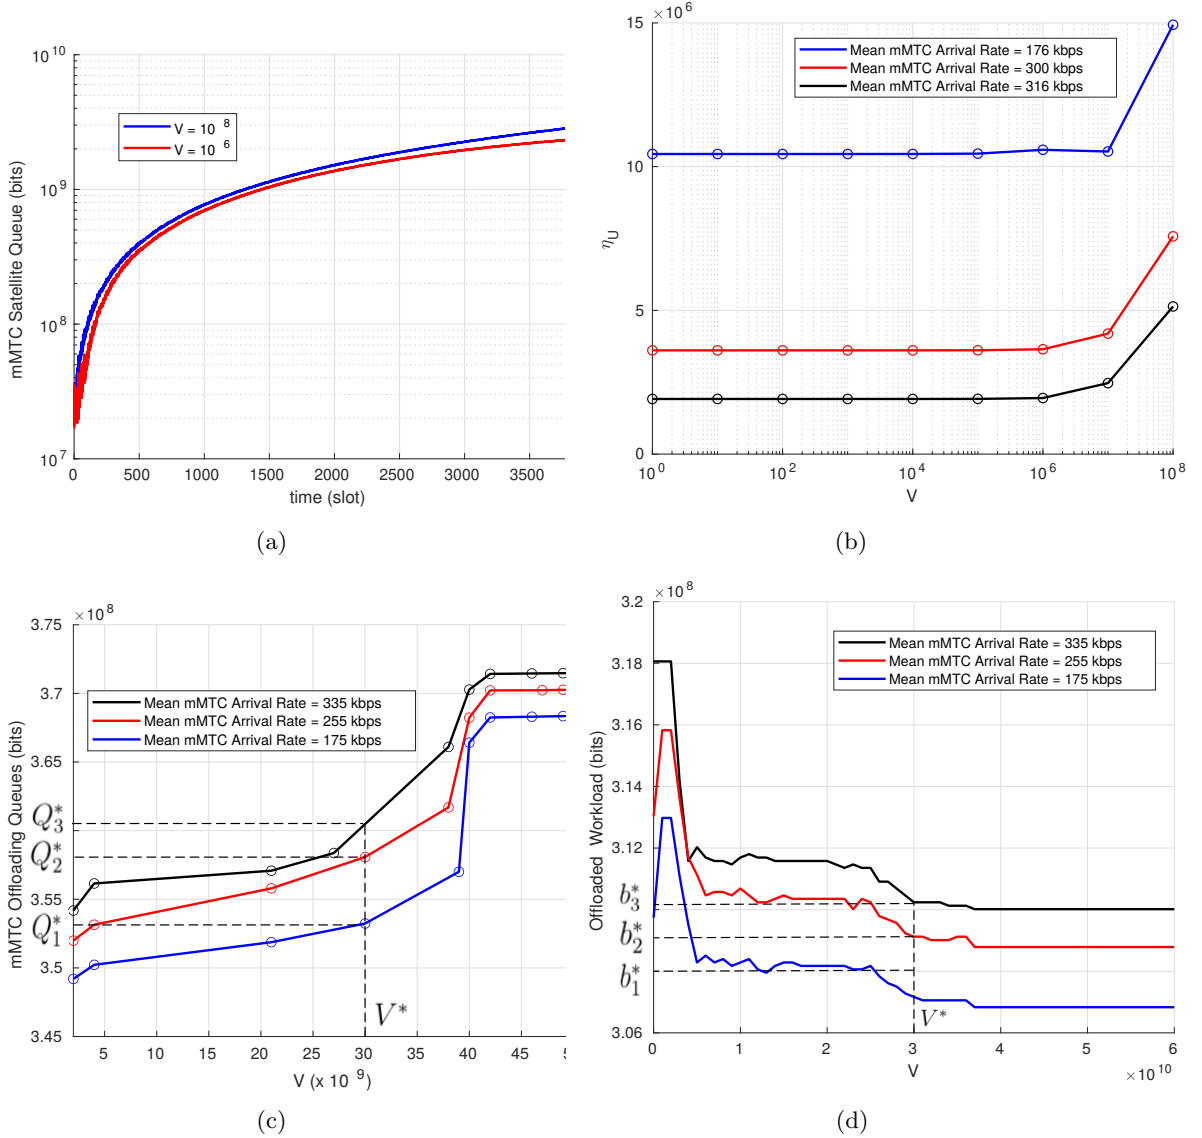 10^10
10^9
10^8
10^7
mMTC Satellite Queue (bits)
V = 10^8
V = 10^6
0 500 1000 1500 2000 2500 3000 3500
time (slot)
(a)
×10^6
15
10
5
0
η_U
Mean mMTC Arrival Rate = 176 kbps
Mean mMTC Arrival Rate = 300 kbps
Mean mMTC Arrival Rate = 316 kbps
10^0 10^2 10^4 10^6 10^8
V
(b)
×10^8
3.75
3.7
3.65
3.55
3.5
3.45
Q_3^*
Q_2^*
Q_1^*
mMTC Offloading Queues (bits)
Mean mMTC Arrival Rate = 335 kbps
Mean mMTC Arrival Rate = 255 kbps
Mean mMTC Arrival Rate = 175 kbps
V^*
5 10 15 20 25 30 35 40 45
V (x 10^9)
(c)
×10^8
3.2
3.18
3.16
3.14
3.12
3.06
b_3^*
b_2^*
b_1^*
Offloaded Workload (bits)
Mean mMTC Arrival Rate = 335 kbps
Mean mMTC Arrival Rate = 255 kbps
Mean mMTC Arrival Rate = 175 kbps
V^*
0 1 2 3 4 5 6
V
×10^10
(d)